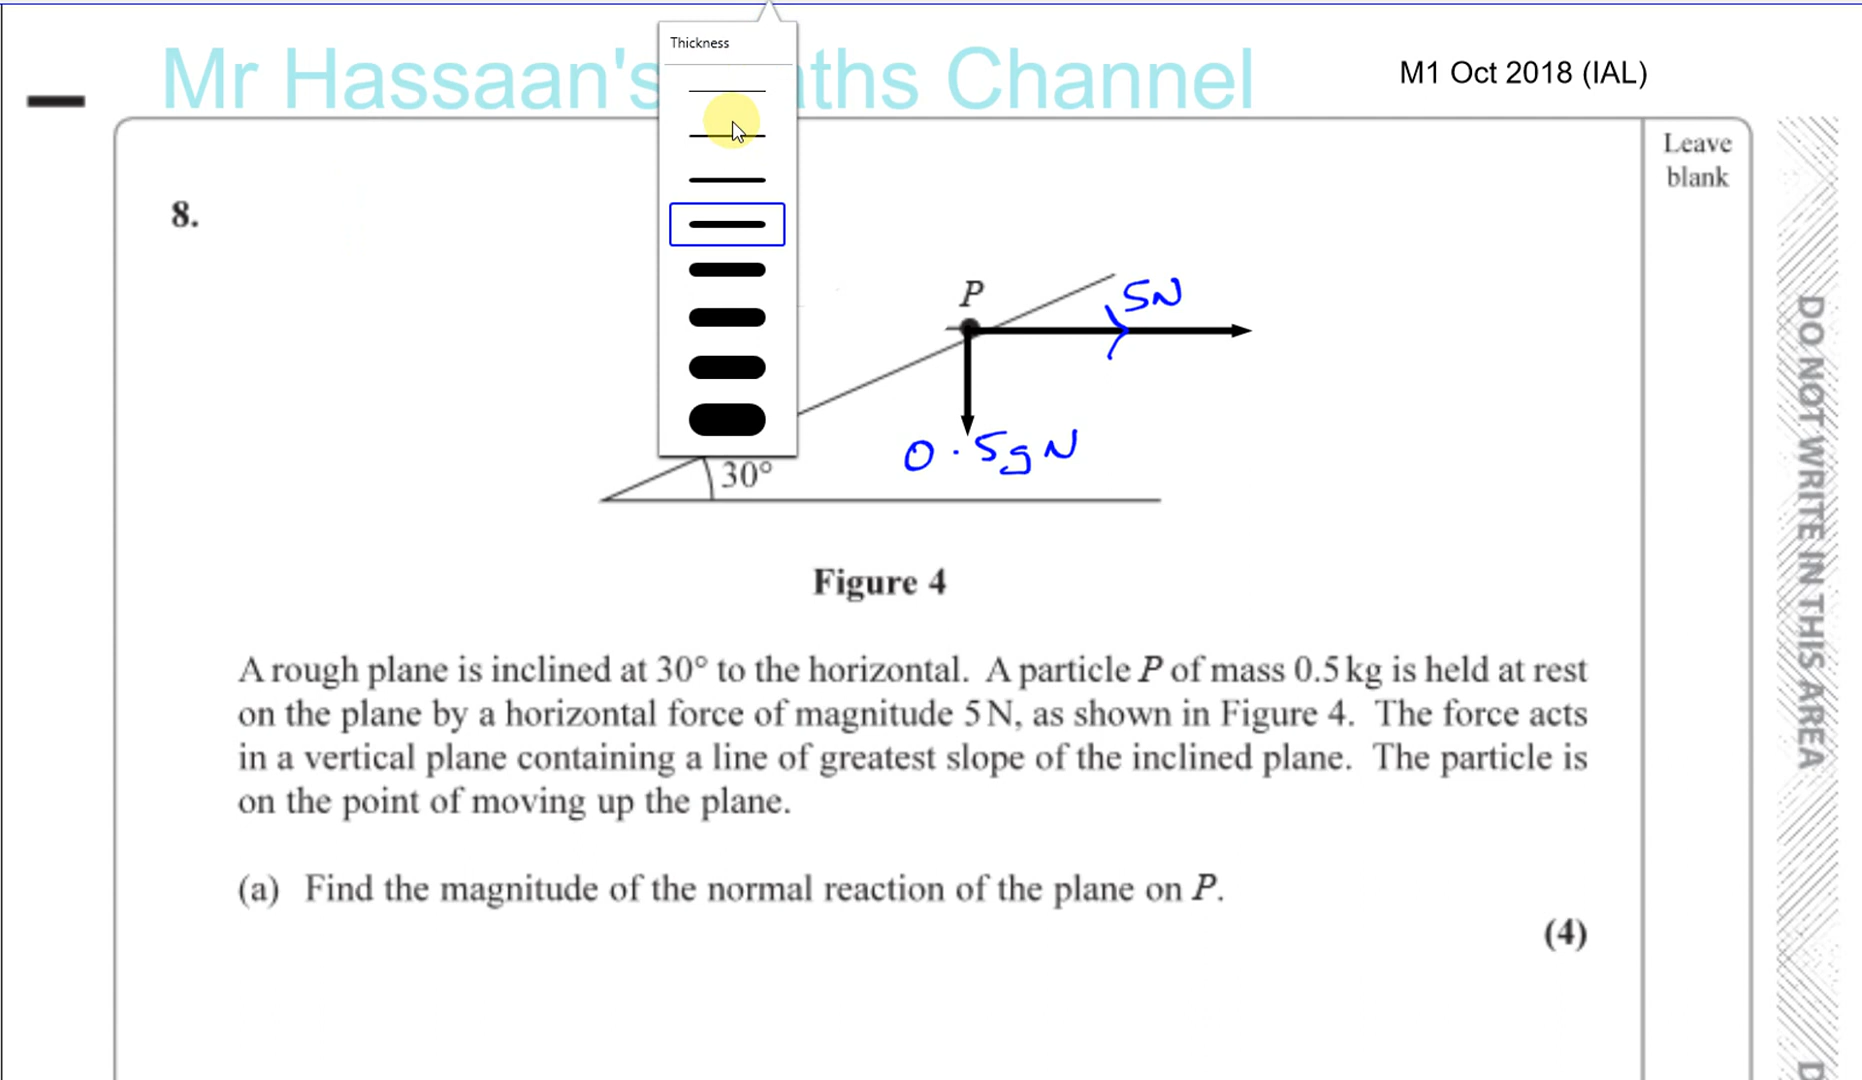 Thickness
Mr Hassaan's aths Channel
M1 Oct 2018 (IAL)
Leave
blank
8.
P
5N
0.5gN
30°
Figure 4
A rough plane is inclined at 30° to the horizontal. A particle P of mass 0.5 kg is held at rest
on the plane by a horizontal force of magnitude 5 N, as shown in Figure 4. The force acts
in a vertical plane containing a line of greatest slope of the inclined plane. The particle is
on the point of moving up the plane.
(a) Find the magnitude of the normal reaction of the plane on P.
(4)
DO NOT WRITE IN THIS AREA
D